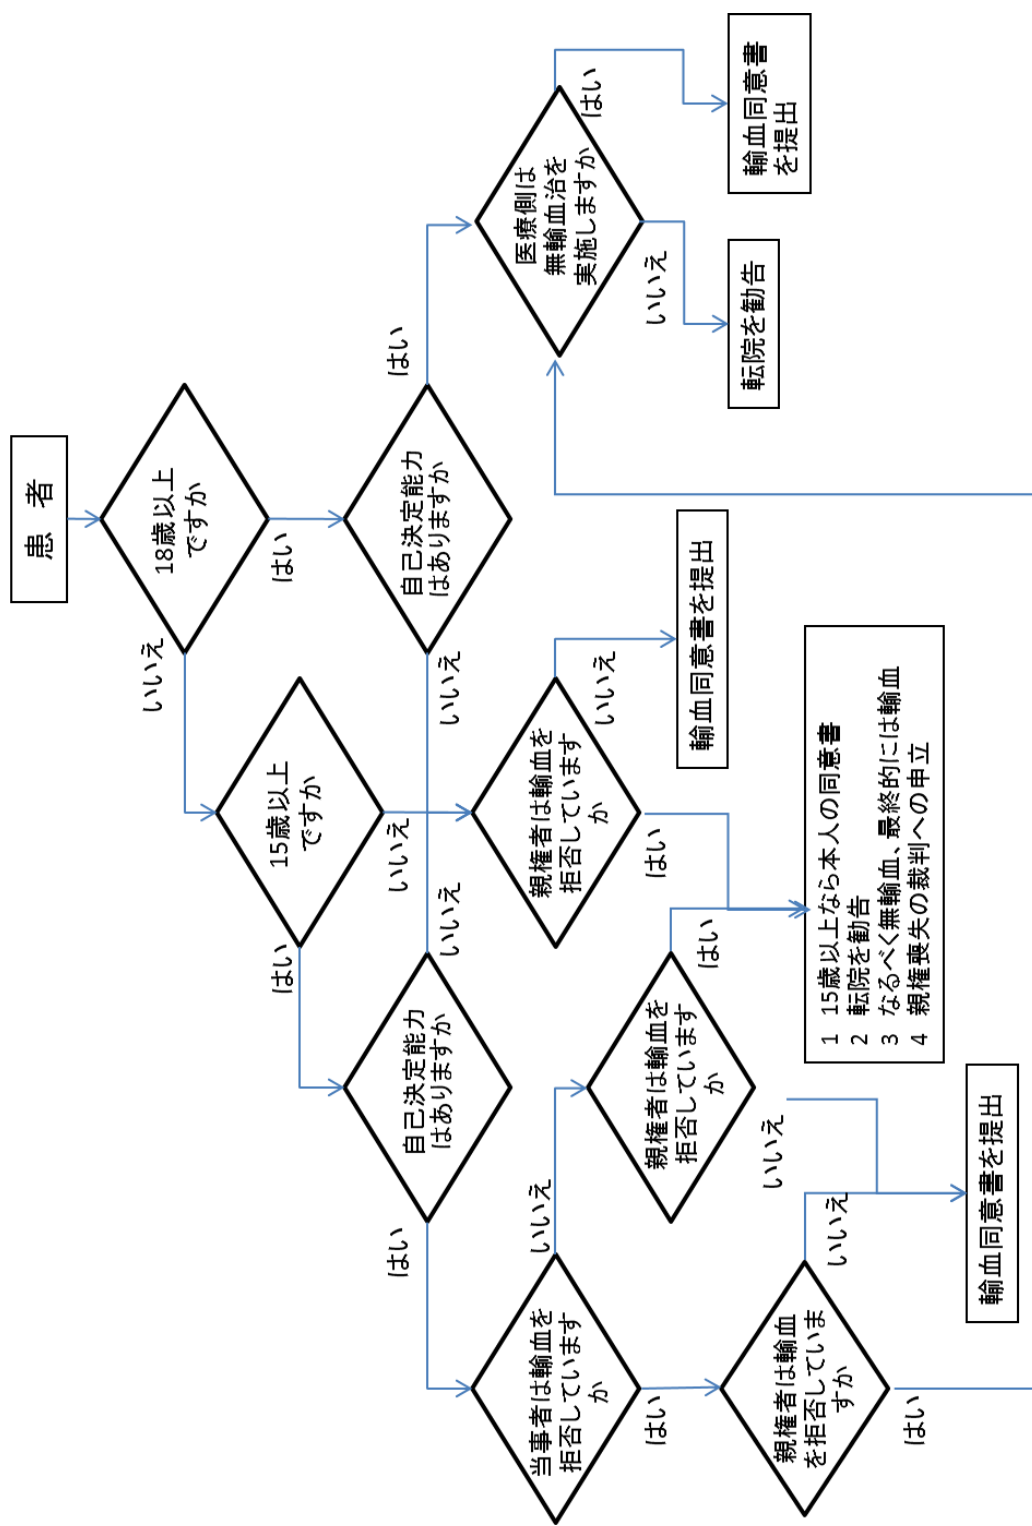 患 者
18歳以上
ですか
いいえ
はい
15歳以上
ですか
はい
いいえ
自己決定能力
はありますか
はい
いいえ
自己決定能力
はありますか
いいえ
はい
当事者は輸血を
拒否しています
か
いいえ
はい
親権者は輸血を
拒否しています
か
いいえ
はい
医療側は
無輸血治を
実施しますか
いいえ
はい
親権者は輸血を
拒否しています
か
はい
いいえ
親権者は輸血
を拒否していま
すか
いいえ
はい
輸血同意書を提出
転院を勧告
輸血同意書
を提出
1 15歳以上なら本人の同意書
2 転院を勧告
3 なるべく無輸血、最終的には輸血
4 親権喪失の裁判への申立
輸血同意書を提出